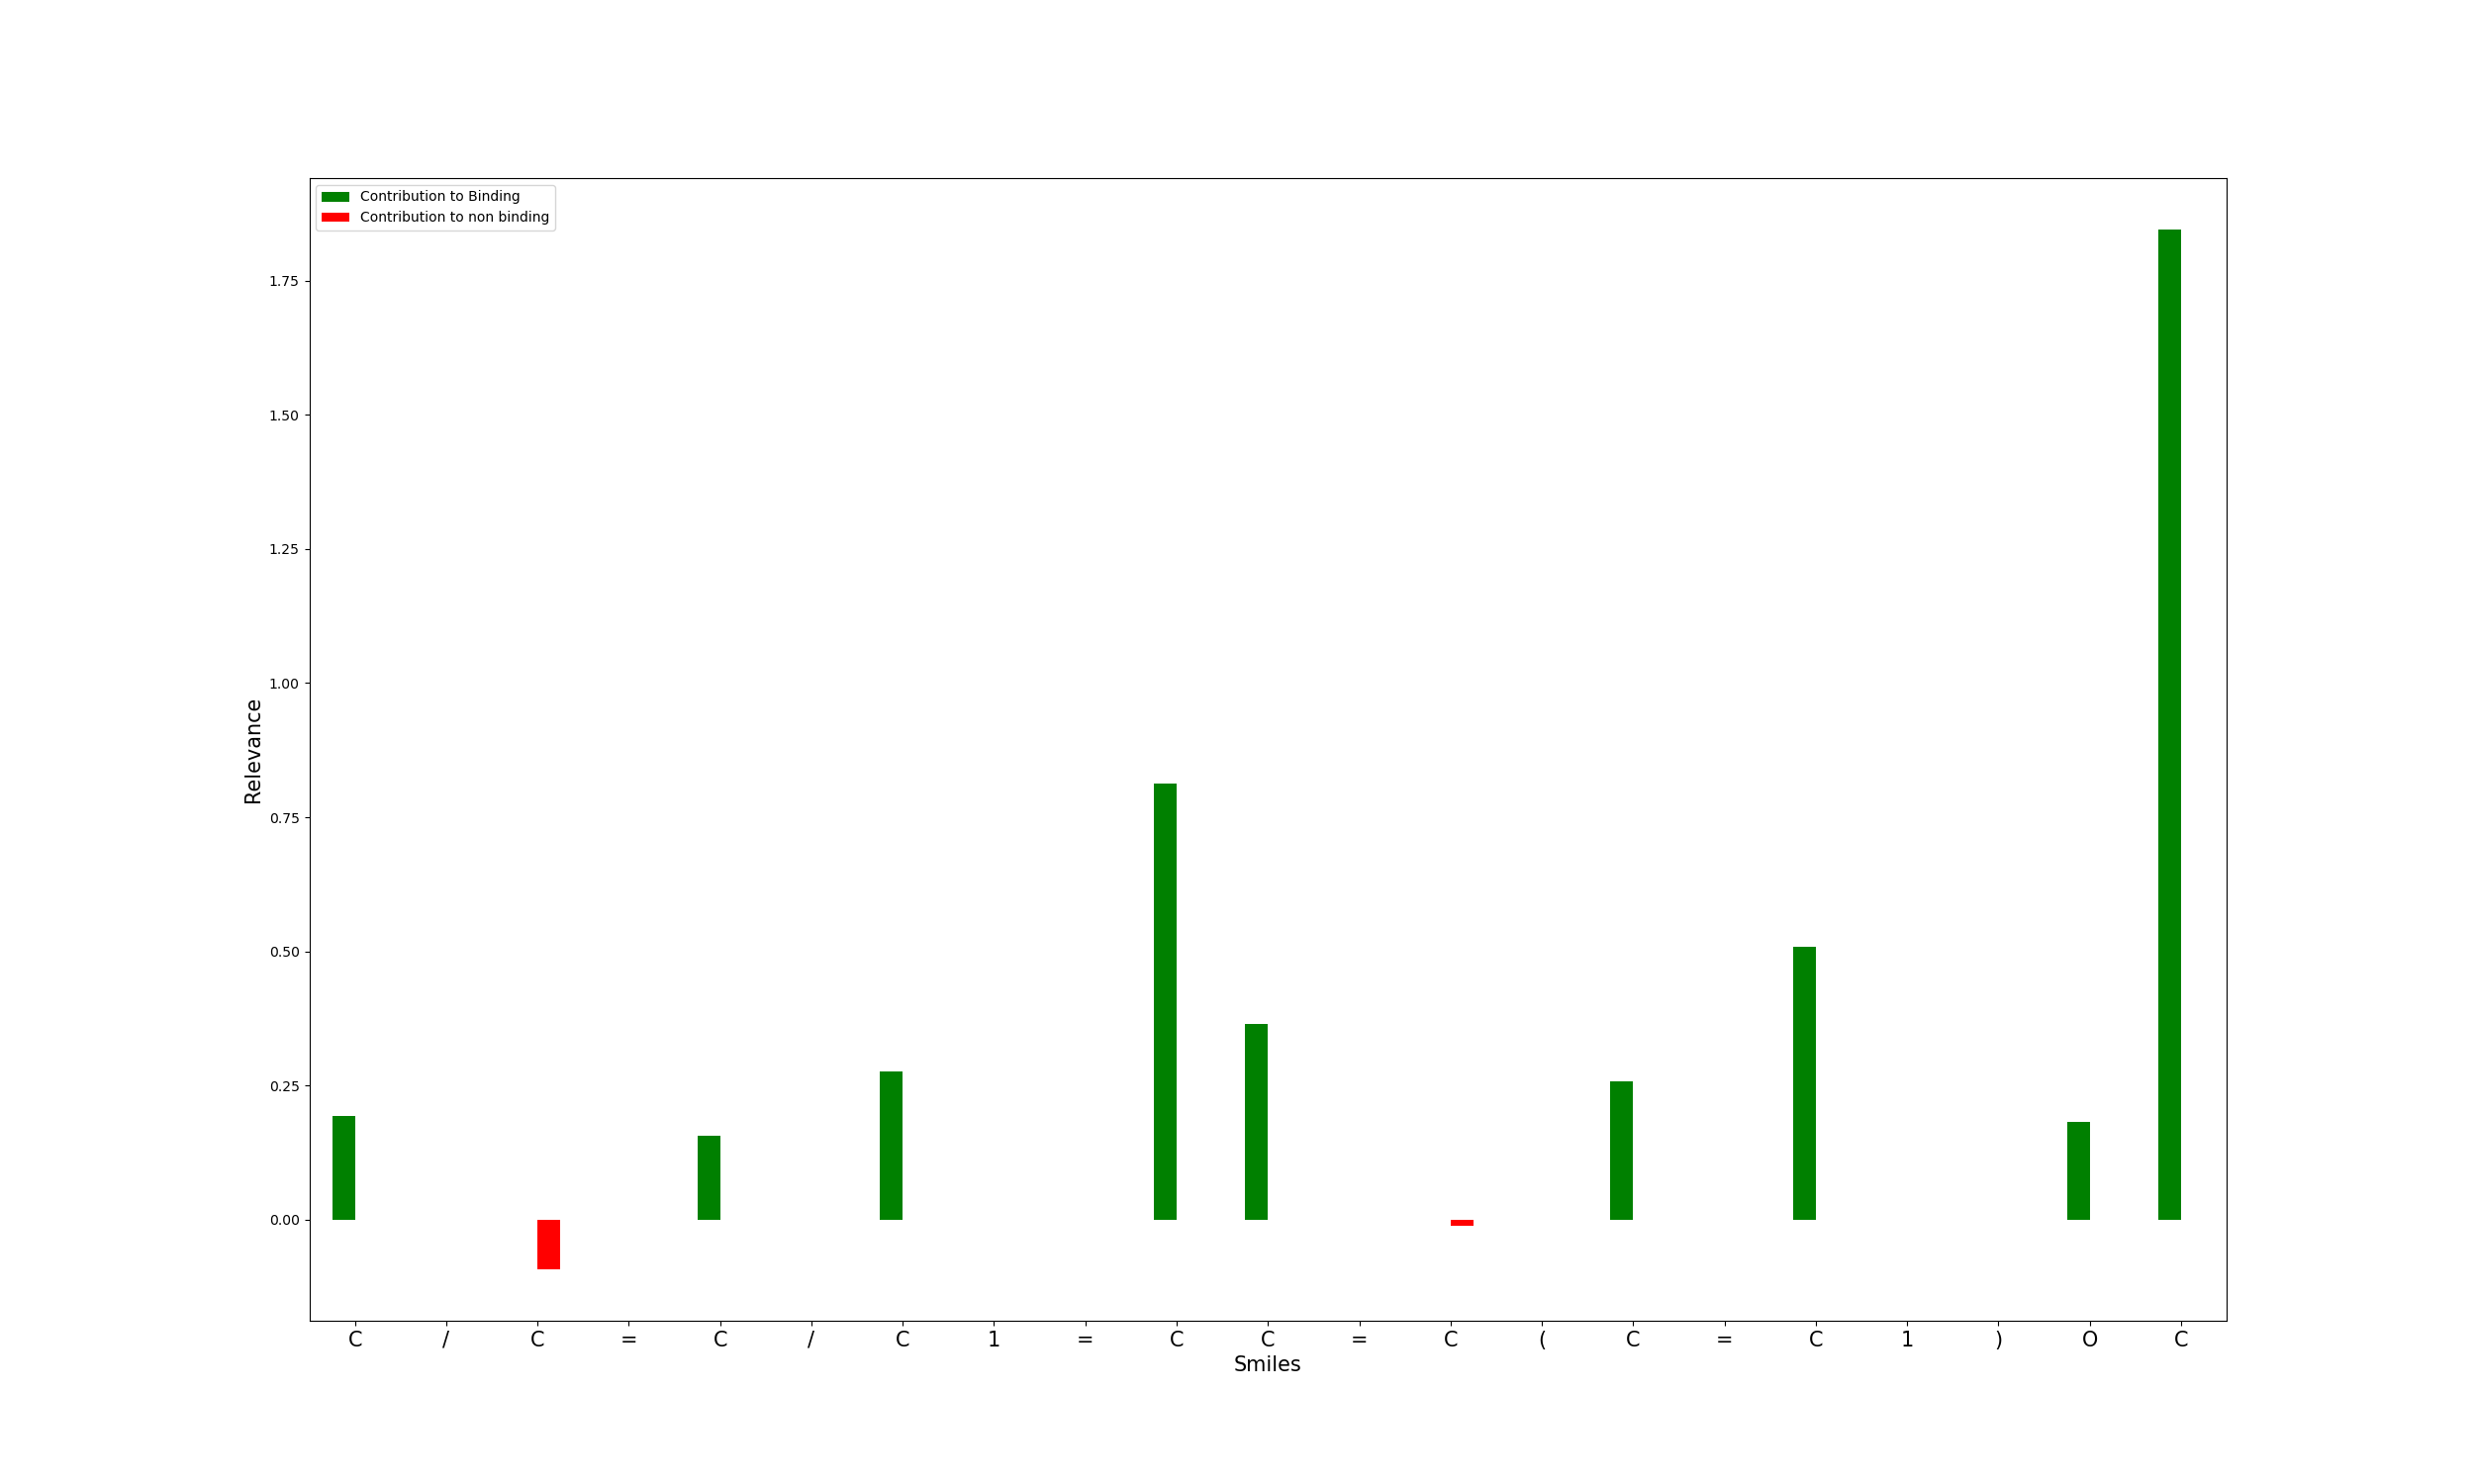 Contribution to Binding
Contribution to non binding
1.75
1.50
1.25
1.00
0.75
0.50
0.25
0.00
Relevance
C / C = C / C 1 = C C = C ( C = C 1 ) O C
Smiles